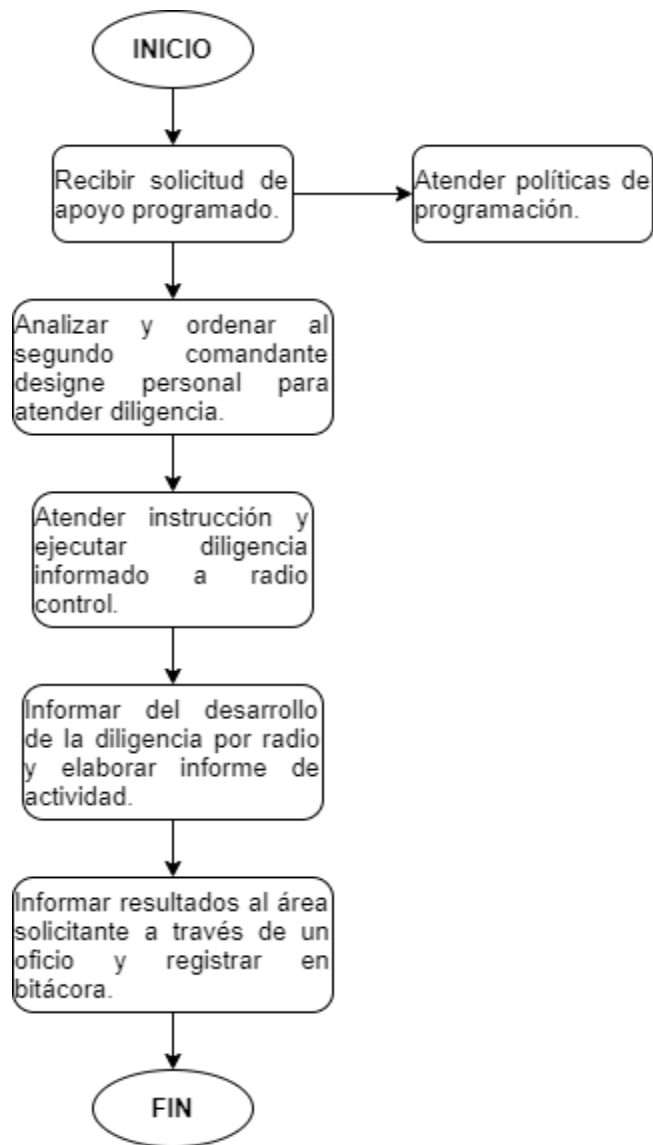 INICIO
Recibir solicitud de
apoyo programado.
Atender políticas de
programación.
Analizar y ordenar al
segundo comandante
designe personal para
atender diligencia.
Atender instrucción y
ejecutar diligencia
informado a radio
control.
Informar del desarrollo
de la diligencia por radio
y elaborar informe de
actividad.
Informar resultados al área
solicitante a través de un
oficio y registrar en
bitácora.
FIN